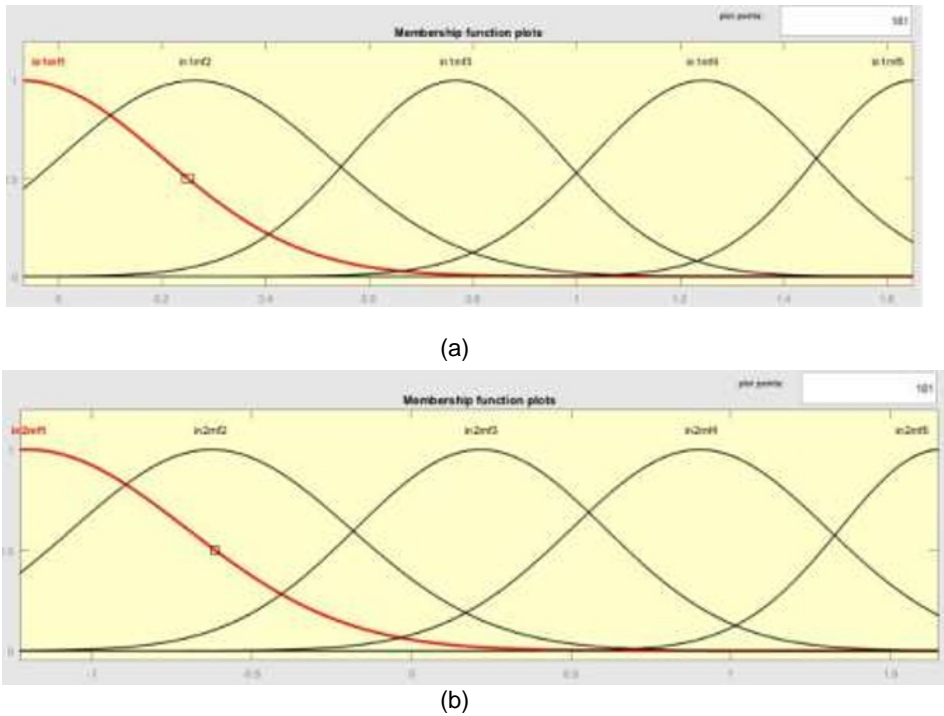 plot points: 181
Membership function plots
in1mf1 in1mf2 in1mf3 in1mf4 in1mf5
1
0.5
0
0 0.2 0.4 0.6 0.8 1 1.2 1.4 1.6
(a)
plot points: 181
Membership function plots
in2mf1 in2mf2 in2mf3 in2mf4 in2mf5
1
0.5
0
-1 -0.5 0 0.5 1 1.5
(b)